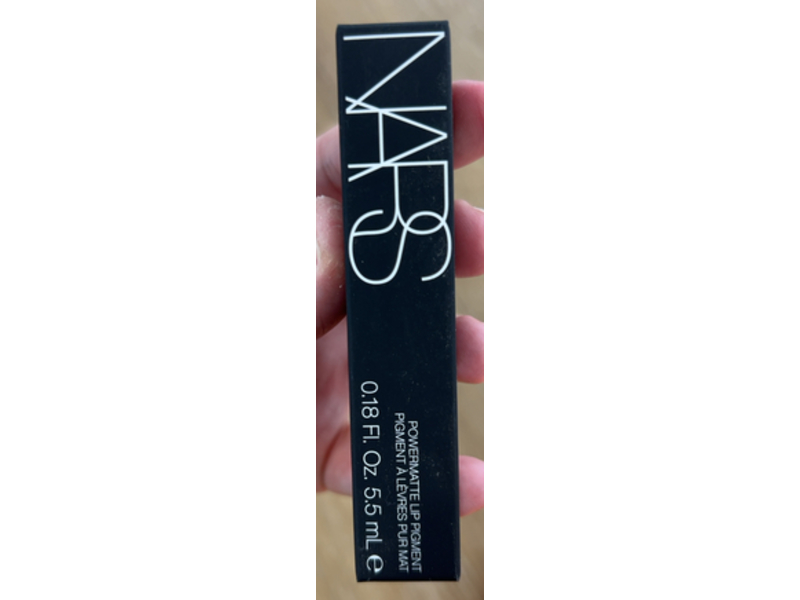 NARS
POWERMATTE LIP PIGMENT
PIGMENT À LÈVRES PUR MAT
0.18 Fl. Oz. 5.5 mL ℮